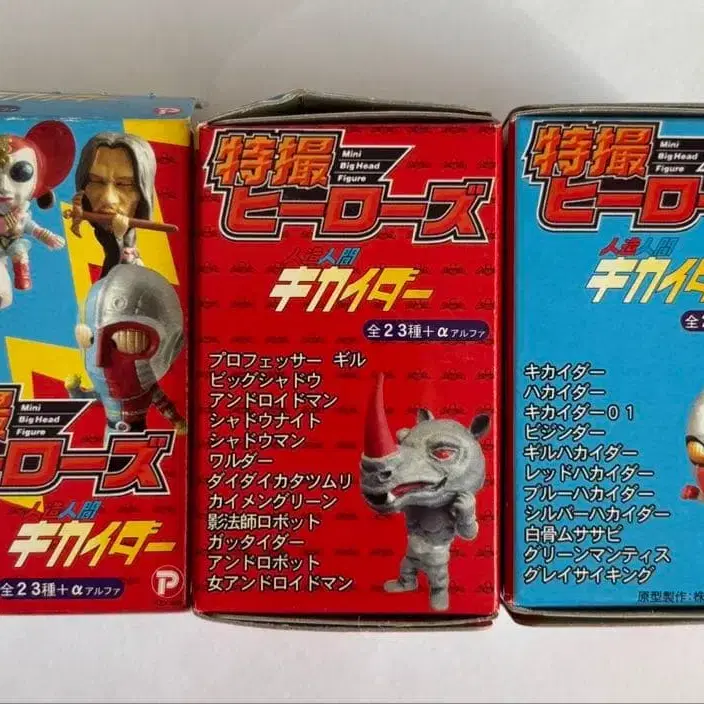 撮
Mini
Big Head
Figure
ーローズ
人造人間
キカイダー
全23種+αアルファ
P
特撮
Mini
Big Head
Figure
ヒーローズ
人造人間
キカイダー
全23種+αアルファ
プロフェッサー ギル
ビッグシャドウ
アンドロイドマン
シャドウナイト
シャドウマン
ワルダー
ダイダイカタツムリ
カイメングリーン
影法師ロボット
ガッタイダー
アンドロボット
女アンドロイドマン
特撮
Mini
Big Head
Figure
ヒーロー
人造人間
キカイダ
全2
キカイダー
ハカイダー
キカイダー01
ビジンダー
ギルハカイダー
レッドハカイダー
ブルーハカイダー
シルバーハカイダー
白骨ムササビ
グリーンマンティス
グレイサイキング
原型製作:株